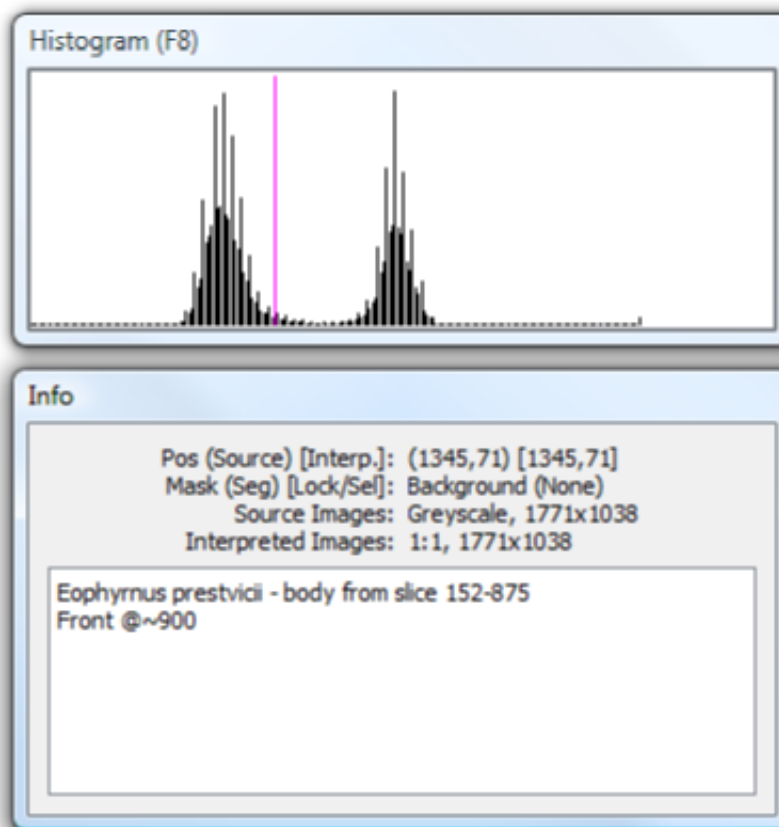 Histogram (F8)
Info
Pos (Source) [Interp.]: (1345,71) [1345,71]
Mask (Seg) [Lock/Sel]: Background (None)
Source Images: Greyscale, 1771x1038
Interpreted Images: 1:1, 1771x1038
Eophyrnus prestvicii - body from slice 152-875
Front @~900